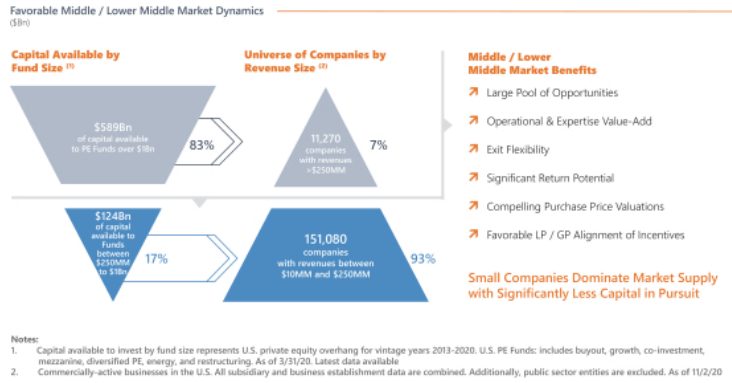 Favorable Middle / Lower Middle Market Dynamics
($Bn)
Capital Available by
Fund Size (1)
$589Bn
of capital available
to PE Funds over $1Bn
83%
$124Bn
of capital
available to
Funds
between
$250MM
to $1Bn
17%
Universe of Companies by
Revenue Size (2)
11,270
companies
with revenues
>$250MM
7%
151,080
companies
with revenues between
$10MM and $250MM
93%
Middle / Lower
Middle Market Benefits
Large Pool of Opportunities
Operational & Expertise Value-Add
Exit Flexibility
Significant Return Potential
Compelling Purchase Price Valuations
Favorable LP / GP Alignment of Incentives
Small Companies Dominate Market Supply
with Significantly Less Capital in Pursuit
Notes:
1. Capital available to invest by fund size represents U.S. private equity overhang for vintage years 2013-2020. U.S. PE Funds: includes buyout, growth, co-investment,
mezzanine, diversified PE, energy, and restructuring. As of 3/31/20. Latest data available
2. Commercially-active businesses in the U.S. All subsidiary and business establishment data are combined. Additionally, public sector entities are excluded. As of 11/2/20